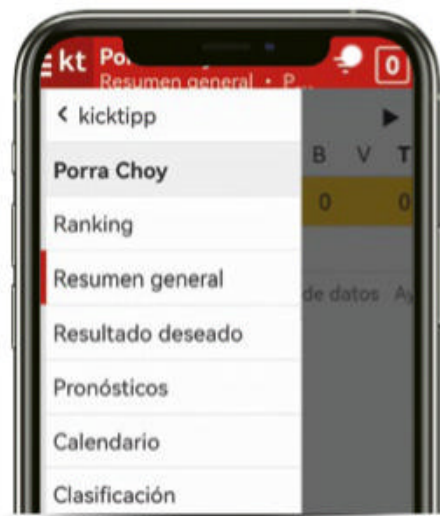 kt Po
0
Resumen general • P...
kicktipp
Porra Choy
B V T
Ranking
0 0
Resumen general
de datos
Resultado deseado
Pronósticos
Calendario
Clasificación